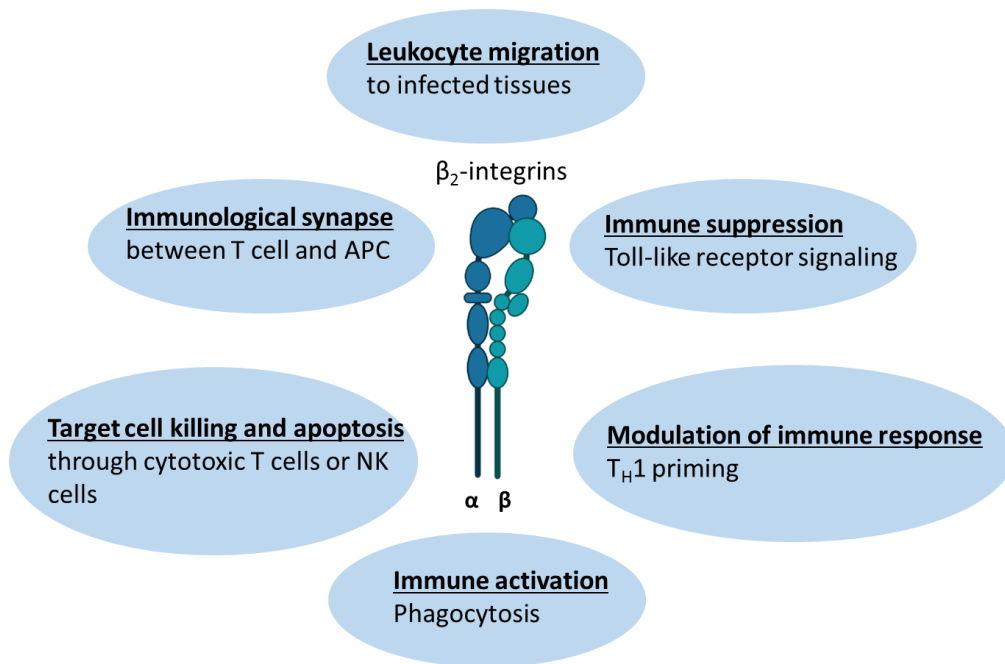 Leukocyte migration
to infected tissues
β₂-integrins
Immunological synapse
between T cell and APC
Immune suppression
Toll-like receptor signaling
Target cell killing and apoptosis
through cytotoxic T cells or NK
cells
Modulation of immune response
T_H1 priming
α β
Immune activation
Phagocytosis